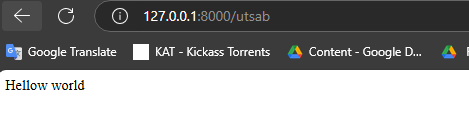 127.0.0.1:8000/utsab
Google Translate KAT - Kickass Torrents Content - Google D...
Hellow world